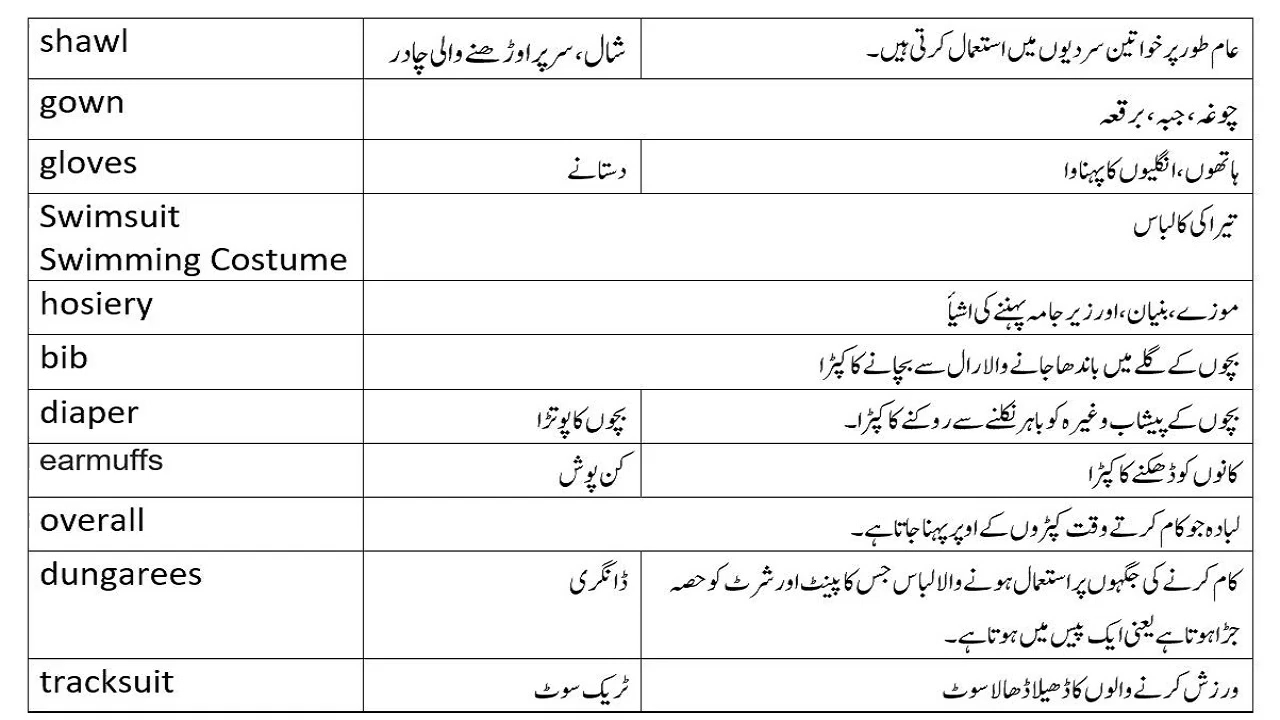 shawl شال، سر پر اوڑھنے والی چادر عام طور پر خواتین سردیوں میں استعمال کرتی ہیں۔
gown چوغہ، جبہ، برقعہ
gloves دستانے ہاتھوں، انگلیوں کا پہناوا
Swimsuit تیراکی کا لباس
Swimming Costume
hosiery موزے، بنیان، اور زیر جامہ پہننے کی اشیأ
bib بچوں کے گلے میں باندھا جانے والا رال سے بچانے کا کپڑا
diaper بچوں کا پوتڑا بچوں کے پیشاب وغیرہ کو باہر نکلنے سے روکنے کا کپڑا۔
earmuffs کن پوش کانوں کو ڈھکنے کا کپڑا
overall لبادہ جو کام کرتے وقت کپڑوں کے اوپر پہنا جاتا ہے۔
dungarees ڈانگری کام کرنے کی جگہوں پر استعمال ہونے والا لباس جس کا پینٹ اور شرٹ کو حصہ
جڑا ہوتا ہے یعنی ایک پیس میں ہوتا ہے۔
tracksuit ٹریک سوٹ ورزش کرنے والوں کا ڈھیلا ڈھالا سوٹ